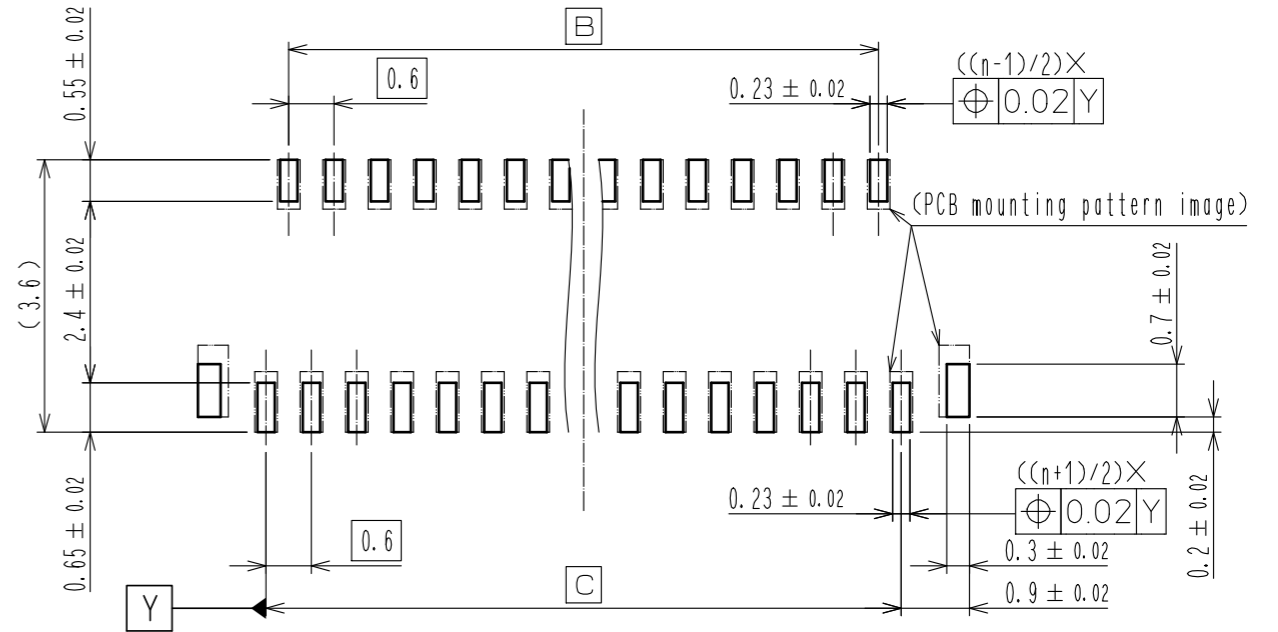 B
0.55 ± 0.02
0.6
0.23 ± 0.02
((n-1)/2)X
⌖ 0.02 Y
(PCB mounting pattern image)
(3.6)
2.4 ± 0.02
0.7 ± 0.02
0.65 ± 0.02
0.6
0.23 ± 0.02
((n+1)/2)X
⌖ 0.02 Y
0.2 ± 0.02
0.3 ± 0.02
C
0.9 ± 0.02
Y